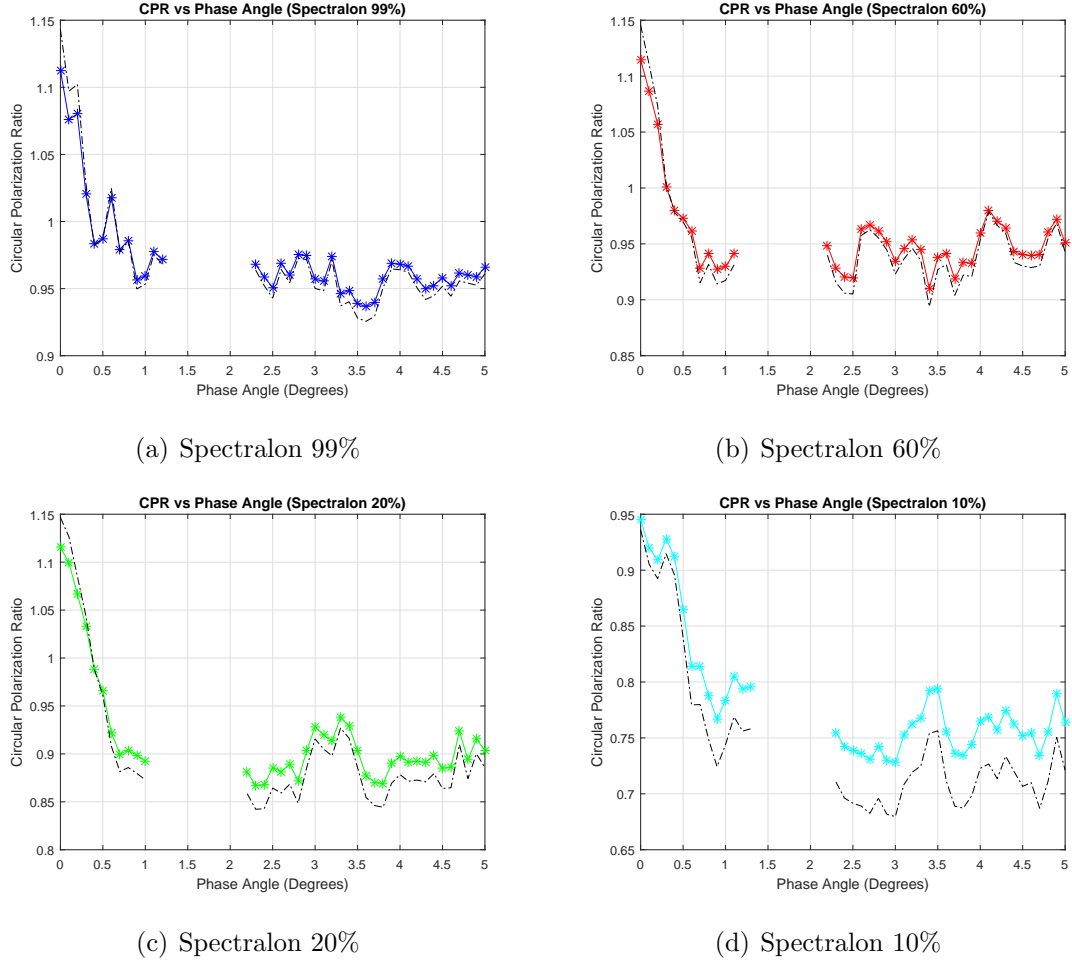 CPR vs Phase Angle (Spectralon 99%)
1.15
1.1
1.05
1
0.95
0.9
Circular Polarization Ratio
0 0.5 1 1.5 2 2.5 3 3.5 4 4.5 5
Phase Angle (Degrees)
(a) Spectralon 99%
CPR vs Phase Angle (Spectralon 60%)
1.15
1.1
1.05
1
0.95
0.9
0.85
Circular Polarization Ratio
0 0.5 1 1.5 2 2.5 3 3.5 4 4.5 5
Phase Angle (Degrees)
(b) Spectralon 60%
CPR vs Phase Angle (Spectralon 20%)
1.15
1.1
1.05
1
0.95
0.9
0.85
0.8
Circular Polarization Ratio
0 0.5 1 1.5 2 2.5 3 3.5 4 4.5 5
Phase Angle (Degrees)
(c) Spectralon 20%
CPR vs Phase Angle (Spectralon 10%)
0.95
0.9
0.85
0.8
0.75
0.7
0.65
Circular Polarization Ratio
0 0.5 1 1.5 2 2.5 3 3.5 4 4.5 5
Phase Angle (Degrees)
(d) Spectralon 10%